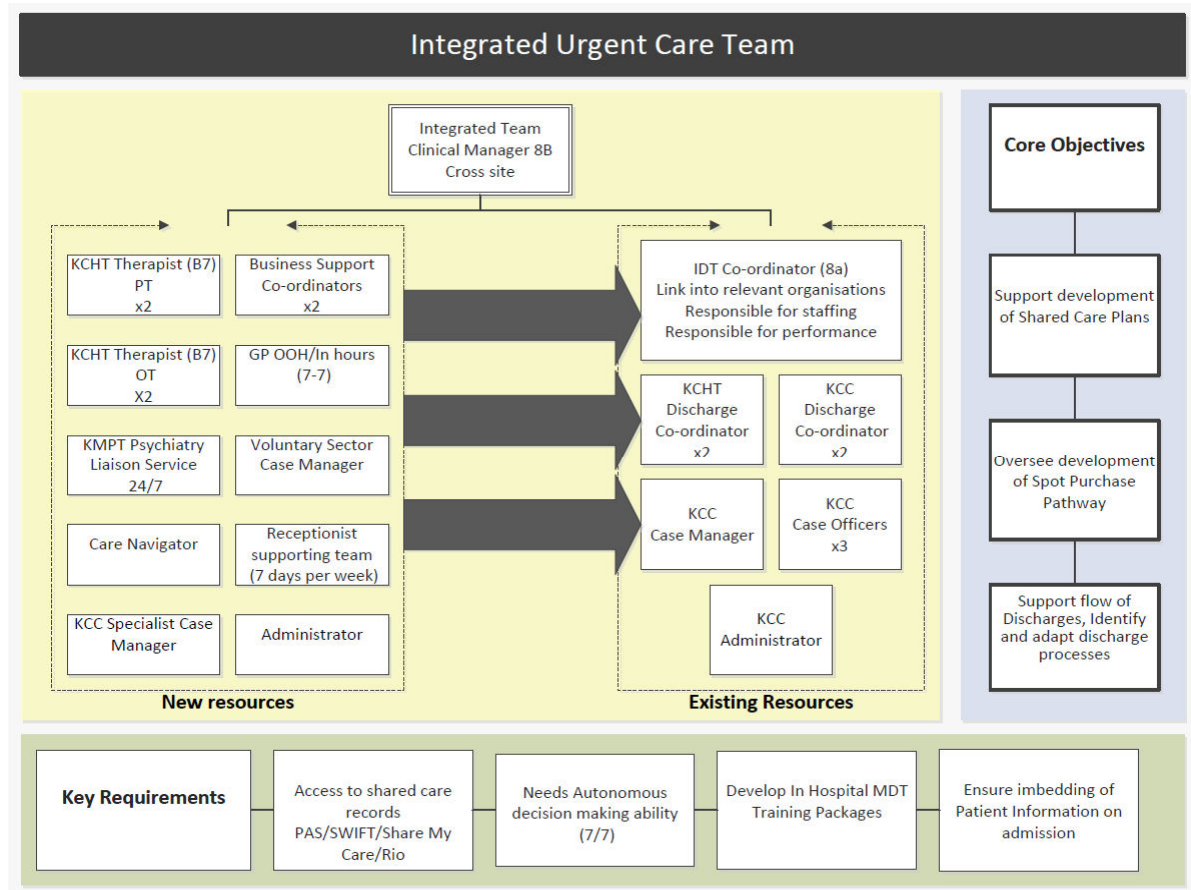 Integrated Urgent Care Team
Integrated Team
Clinical Manager 8B
Cross site
KCHT Therapist (B7)
PT
x2
Business Support
Co-ordinators
x2
KCHT Therapist (B7)
OT
X2
GP OOH/In hours
(7-7)
KMPT Psychiatry
Liaison Service
24/7
Voluntary Sector
Case Manager
Care Navigator
Receptionist
supporting team
(7 days per week)
KCC Specialist Case
Manager
Administrator
New resources
IDT Co-ordinator (8a)
Link into relevant organisations
Responsible for staffing
Responsible for performance
KCHT
Discharge
Co-ordinator
x2
KCC
Discharge
Co-ordinator
x2
KCC
Case Manager
KCC
Case Officers
x3
KCC
Administrator
Existing Resources
Core Objectives
Support development
of Shared Care Plans
Oversee development
of Spot Purchase
Pathway
Support flow of
Discharges, Identify
and adapt discharge
processes
Key Requirements
Access to shared care
records
PAS/SWIFT/Share My
Care/Rio
Needs Autonomous
decision making ability
(7/7)
Develop In Hospital MDT
Training Packages
Ensure imbedding of
Patient Information on
admission